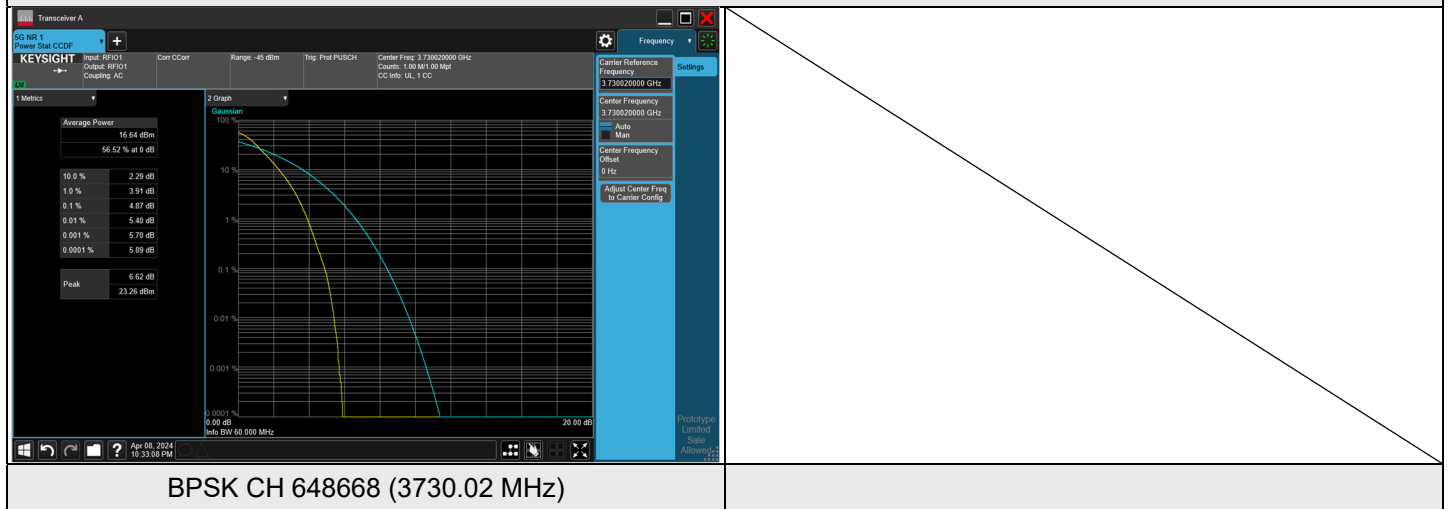 Transceiver A
5G NR 1
Power Stat CCDF
Frequency
KEYSIGHT
Input: RFIO1
Output: RFIO1
Coupling: AC
Corr CCorr
Range: -45 dBm
Trig: Prot PUSCH
Center Freq: 3.730020000 GHz
Counts: 1.00 M/1.00 Mpt
CC Info: UL, 1 CC
Carrier Reference
Frequency
3.730020000 GHz
Settings
Center Frequency
3.730020000 GHz
Auto
Man
Center Frequency
Offset
0 Hz
Adjust Center Freq
to Carrier Config
1 Metrics
Average Power
16.64 dBm
56.52 % at 0 dB
10.0 % 2.29 dB
1.0 % 3.91 dB
0.1 % 4.87 dB
0.01 % 5.40 dB
0.001 % 5.70 dB
0.0001 % 5.89 dB
Peak
6.62 dB
23.26 dBm
2 Graph
Gaussian
100 %
10 %
1 %
0.1 %
0.01 %
0.001 %
0.0001 %
0.00 dB
20.00 dB
Info BW 60.000 MHz
Prototype
Limited
Sale
Allowed
Apr 08, 2024
10:33:08 PM
BPSK CH 648668 (3730.02 MHz)